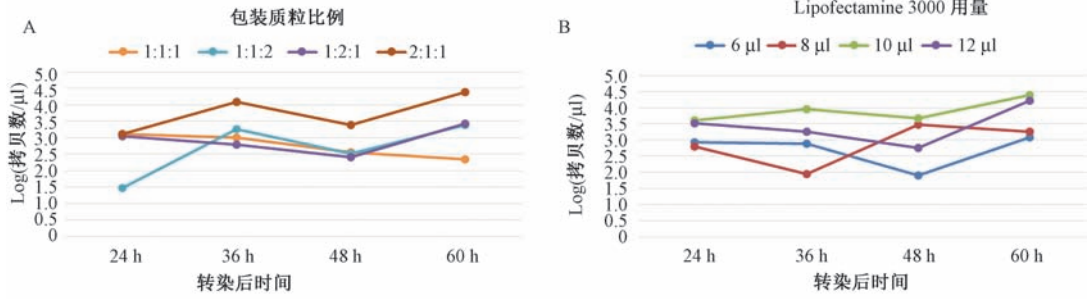 A
包装质粒比例
1:1:1 1:1:2 1:2:1 2:1:1
Log(拷贝数/μl)
5.0
4.5
4.0
3.5
3.0
2.5
2.0
1.5
1.0
0.5
0
24 h 36 h 48 h 60 h
转染后时间
B
Lipofectamine 3000 用量
6 μl 8 μl 10 μl 12 μl
Log(拷贝数/μl)
5.0
4.5
4.0
3.5
3.0
2.5
2.0
1.5
1.0
0.5
0
24 h 36 h 48 h 60 h
转染后时间